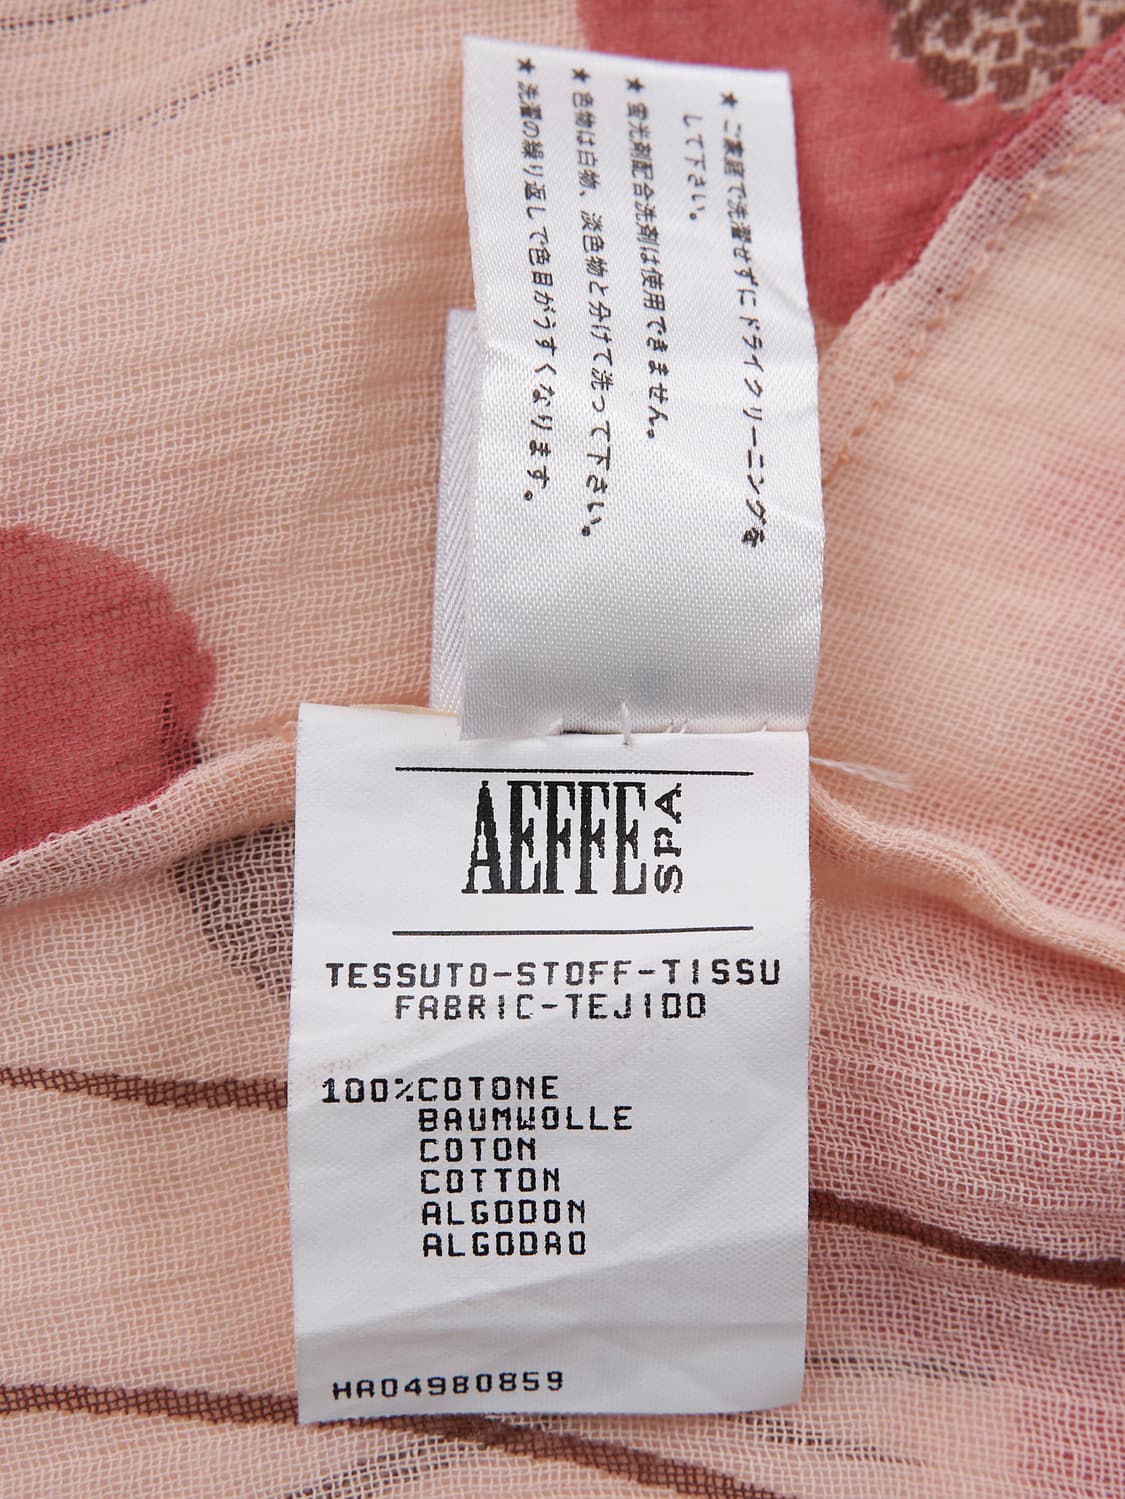 ★ご家庭で洗濯せずにドライクリーニングを
して下さい。
★蛍光剤配合洗剤は使用できません。
★色物は白物、淡色物と分けて洗って下さい。
★洗濯の繰り返しで色目がうすくなります。
AEFFE SPA
TESSUTO-STOFF-TISSU
FABRIC-TEJIDO
100%COTONE
BAUMWOLLE
COTON
COTTON
ALGODON
ALGODAO
HA04980859